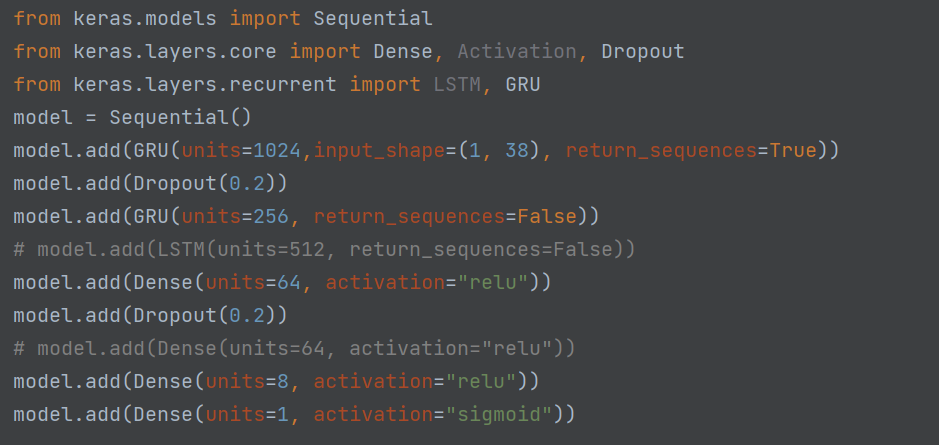 from keras.models import Sequential
from keras.layers.core import Dense, Activation, Dropout
from keras.layers.recurrent import LSTM, GRU
model = Sequential()
model.add(GRU(units=1024,input_shape=(1, 38), return_sequences=True))
model.add(Dropout(0.2))
model.add(GRU(units=256, return_sequences=False))
# model.add(LSTM(units=512, return_sequences=False))
model.add(Dense(units=64, activation="relu"))
model.add(Dropout(0.2))
# model.add(Dense(units=64, activation="relu"))
model.add(Dense(units=8, activation="relu"))
model.add(Dense(units=1, activation="sigmoid"))